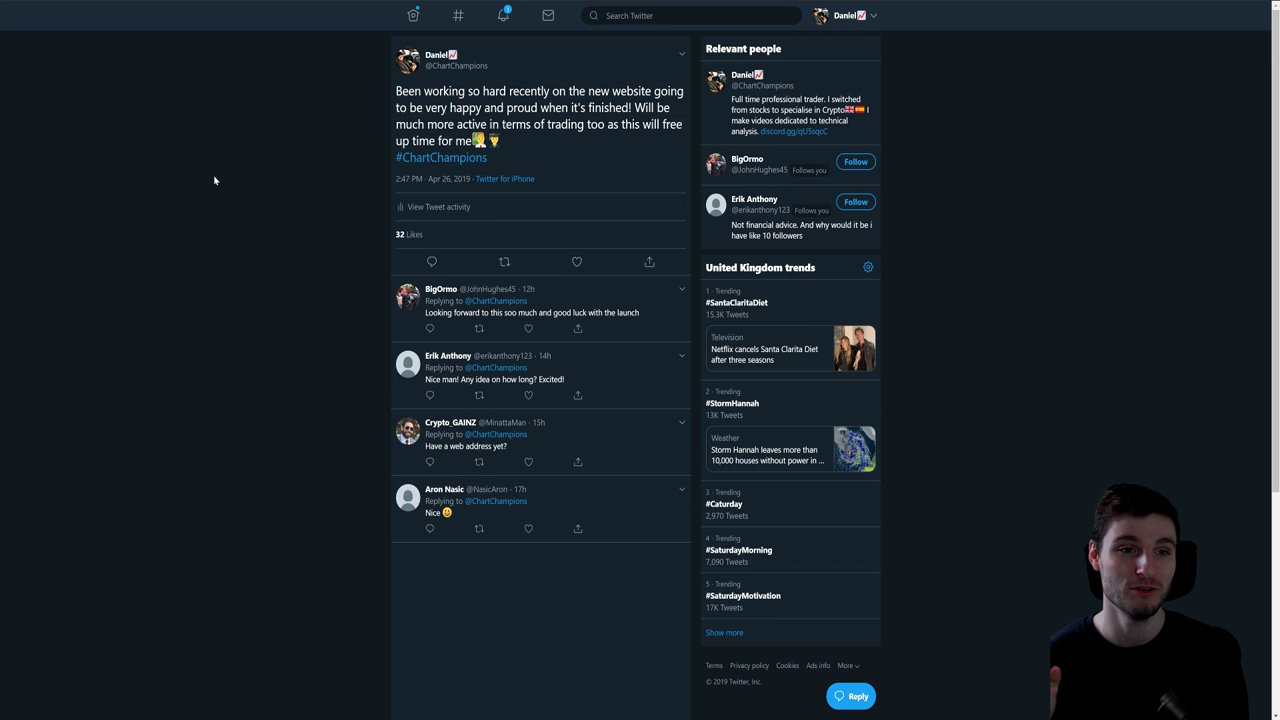 1
Search Twitter
Daniel📈
Daniel📈
@ChartChampions
Been working so hard recently on the new website going
to be very happy and proud when it's finished! Will be
much more active in terms of trading too as this will free
up time for me
#ChartChampions
2:47 PM · Apr 26, 2019 · Twitter for iPhone
View Tweet activity
32 Likes
BigOrmo @JohnHughes45 · 12h
Replying to @ChartChampions
Looking forward to this soo much and good luck with the launch
Erik Anthony @erikanthony123 · 14h
Replying to @ChartChampions
Nice man! Any idea on how long? Excited!
Crypto_GAINZ @MinattaMan · 15h
Replying to @ChartChampions
Have a web address yet?
Aron Nasic @NasicAron · 17h
Replying to @ChartChampions
Nice 😀
Relevant people
Daniel📈
@ChartChampions
Full time professional trader. I switched
from stocks to specialise in Crypto🇬🇧🇪🇸 I
make videos dedicated to technical
analysis. discord.gg/qU5sqcC
BigOrmo
@JohnHughes45 Follows you
Follow
Erik Anthony
@erikanthony123 Follows you
Follow
Not financial advice. And why would it be i
have like 10 followers
United Kingdom trends
1 · Trending
#SantaClaritaDiet
15.3K Tweets
Television
Netflix cancels Santa Clarita Diet
after three seasons
2 · Trending
#StormHannah
13K Tweets
Weather
Storm Hannah leaves more than
10,000 houses without power in ...
3 · Trending
#Caturday
2,970 Tweets
4 · Trending
#SaturdayMorning
7,090 Tweets
5 · Trending
#SaturdayMotivation
17K Tweets
Show more
Terms Privacy policy Cookies Ads info More
© 2019 Twitter, Inc.
Reply